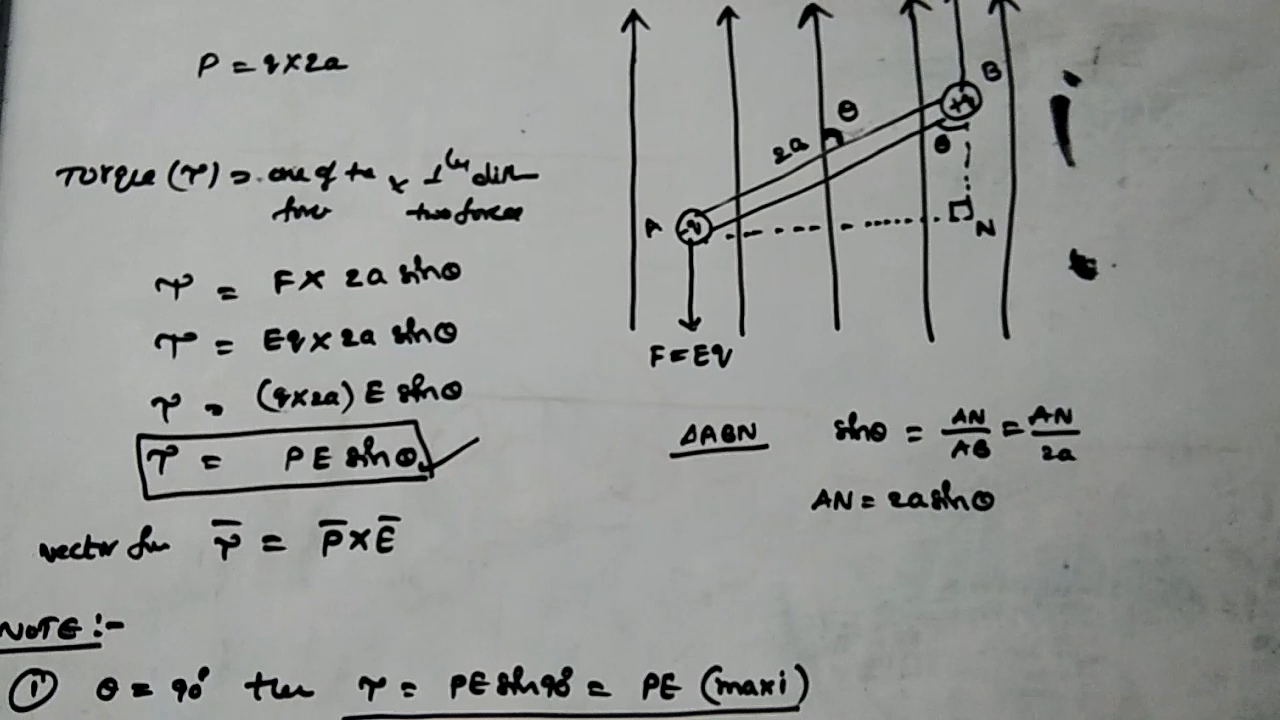 P = q×2a
Torque (τ) = one of the × ⊥ly dis
force two forces
τ = F× 2a sinθ
τ = Eq× 2a sinθ
τ = (q×2a) E sinθ
τ = PE sinθ
vector form τ̅ = P̅×E̅
NOTE:-
① θ = 90° then τ = PE sin90° = PE (maxi)
B
+q
θ
2a
θ
A
q
N
F=Eq
ΔABN sinθ = AN/AB = AN/2a
AN = 2a sinθ